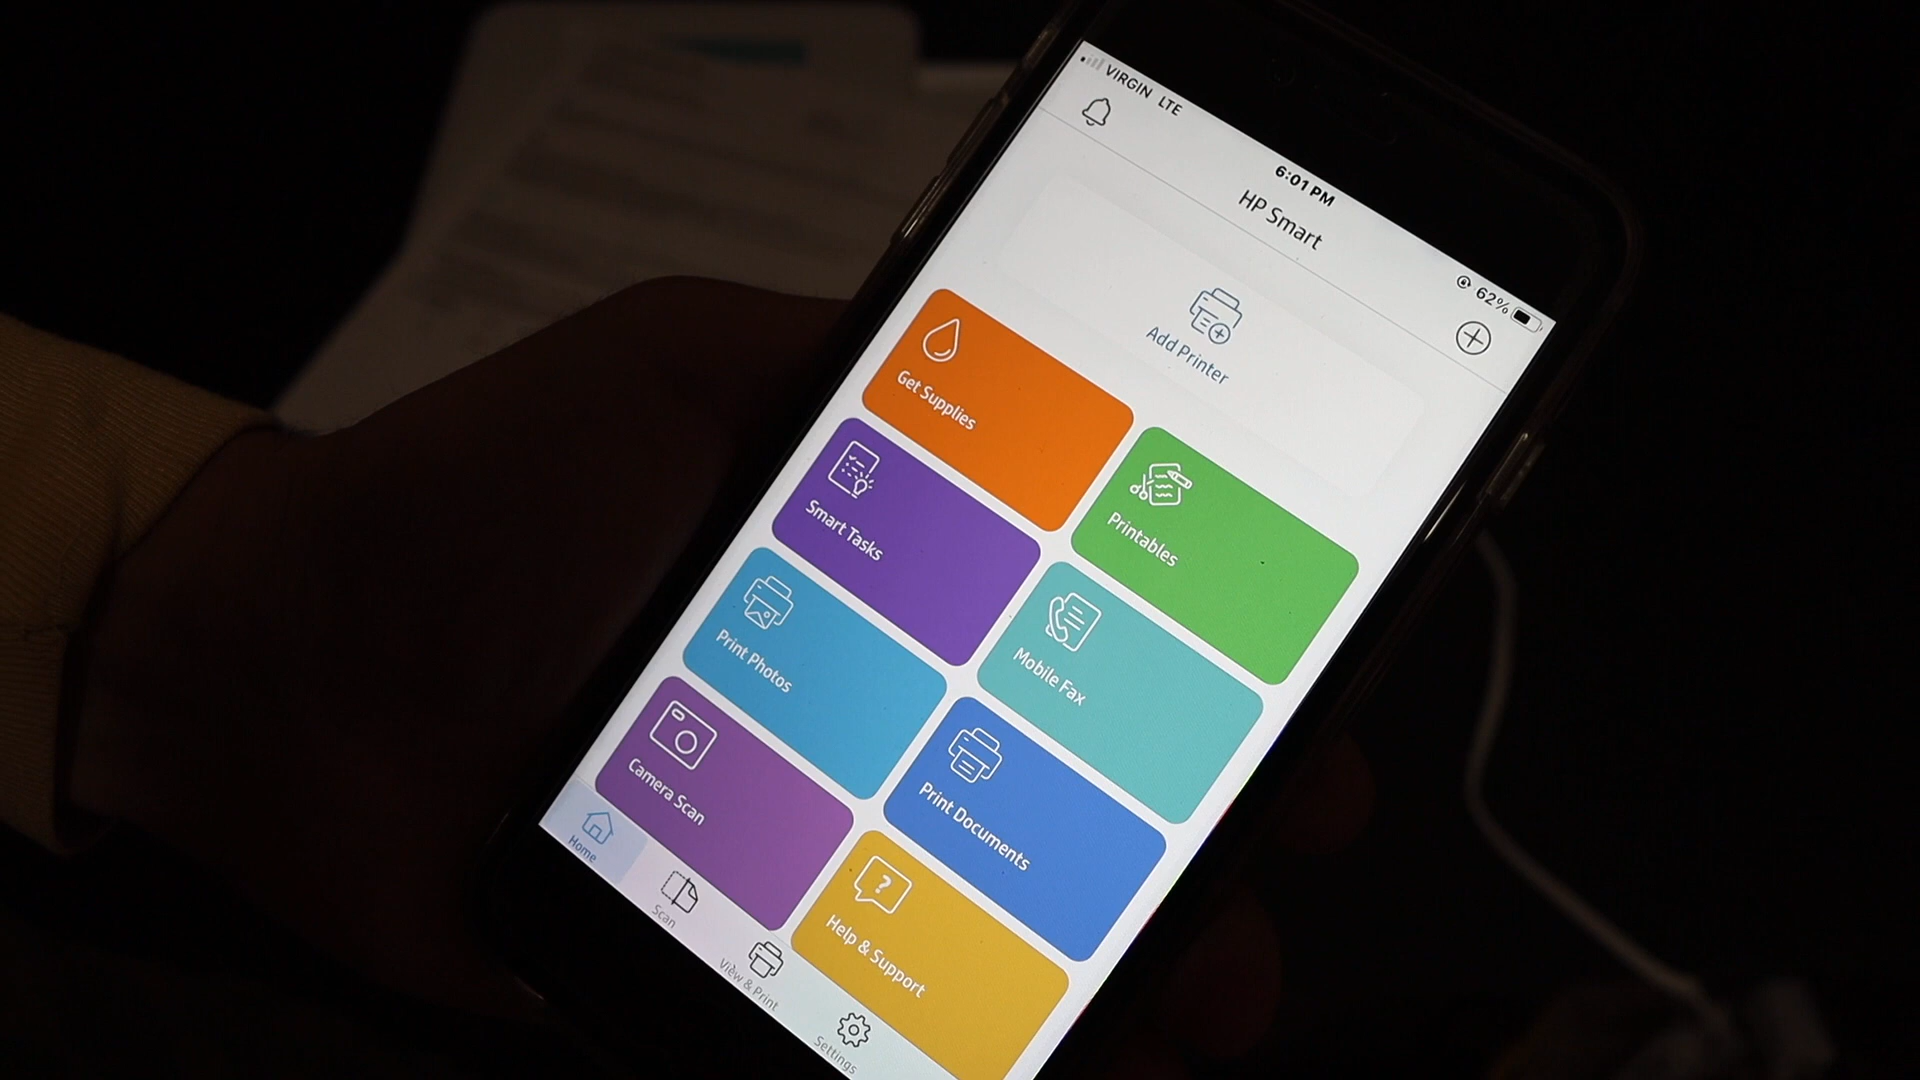 VIRGIN LTE
6:01 PM
62%
HP Smart
Add Printer
Get Supplies
Printables
Smart Tasks
Mobile Fax
Print Photos
Print Documents
Camera Scan
Help & Support
Home
Scan
View & Print
Settings